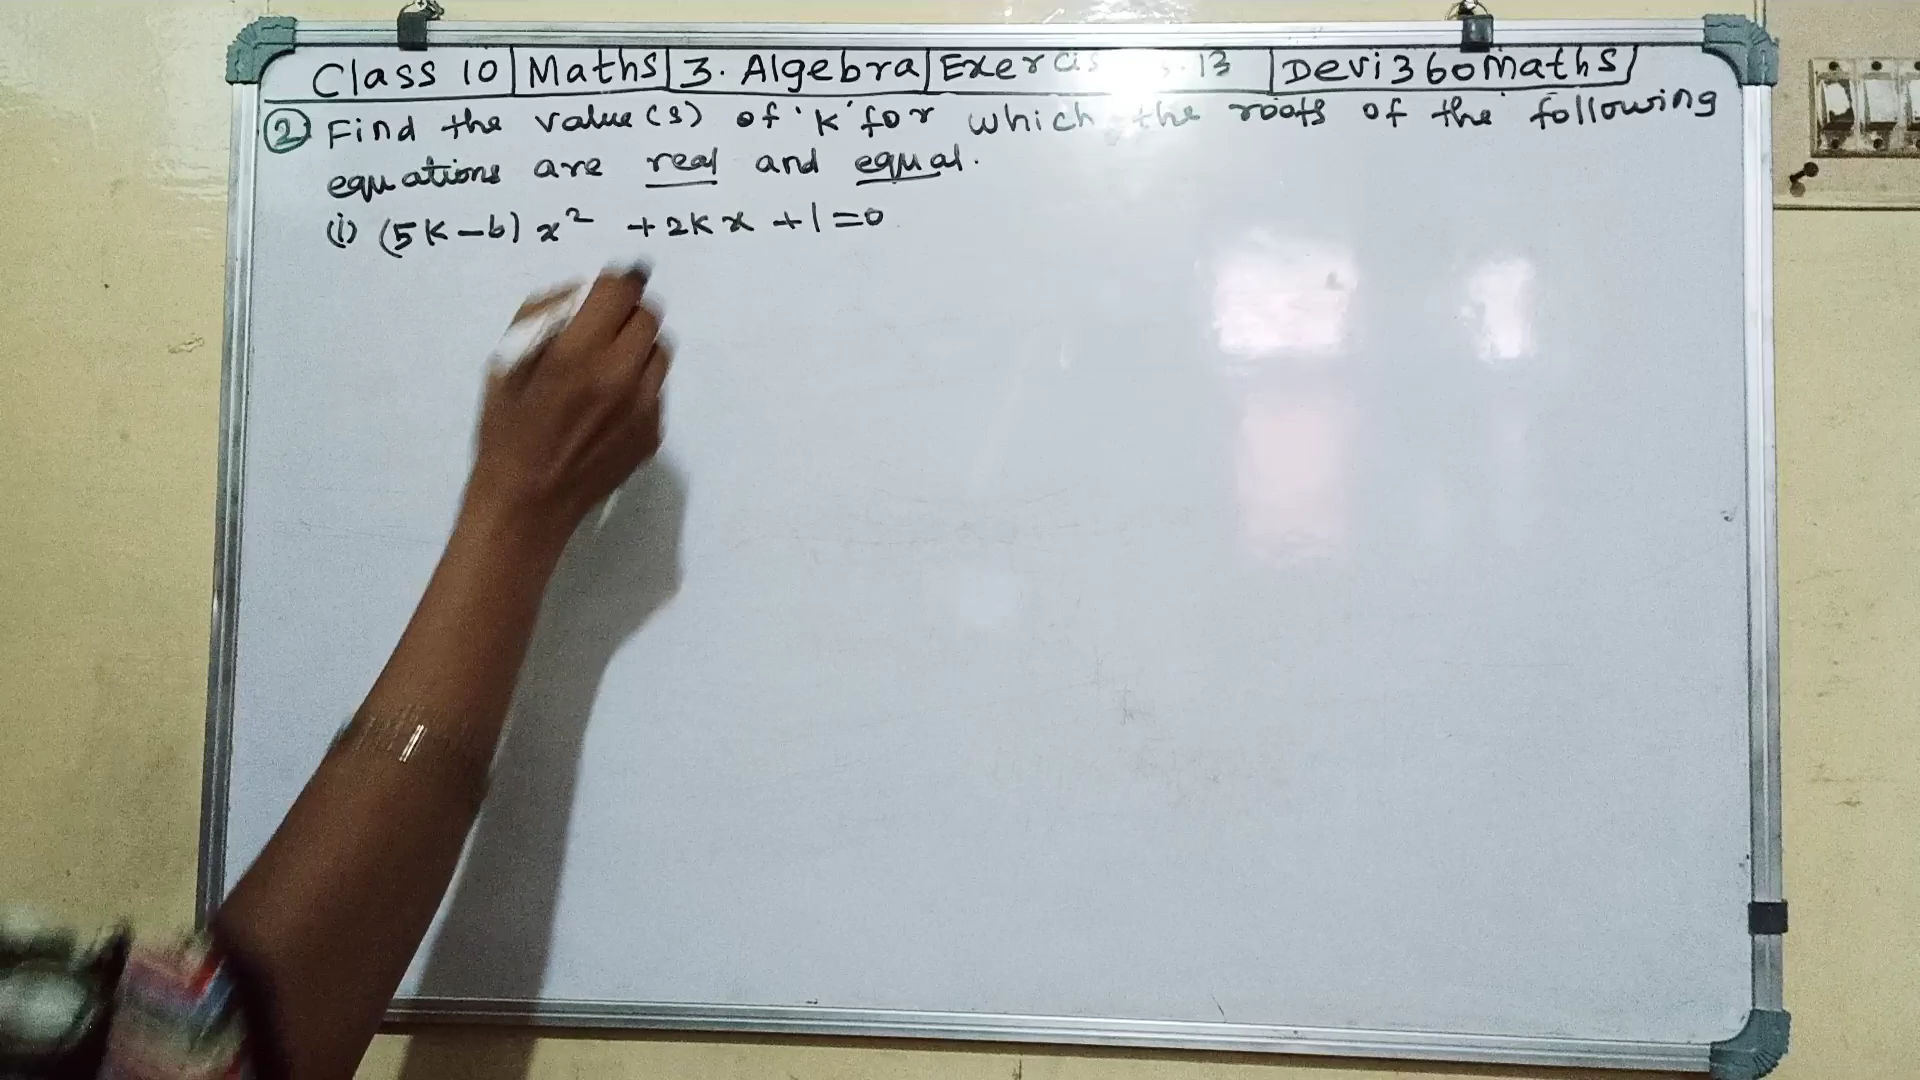 Class 10 | Maths | 3. Algebra | Exercis .13 | Devi360maths
② Find the value(s) of 'k' for which the roots of the following
equations are real and equal.
(i) (5k-6) x² + 2kx + 1 = 0